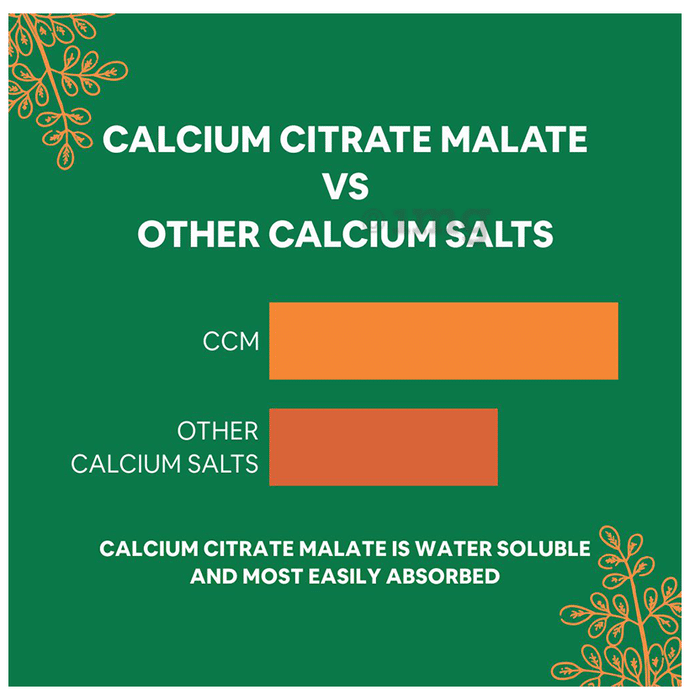 CALCIUM CITRATE MALATE
VS
OTHER CALCIUM SALTS
CCM
OTHER
CALCIUM SALTS
CALCIUM CITRATE MALATE IS WATER SOLUBLE
AND MOST EASILY ABSORBED